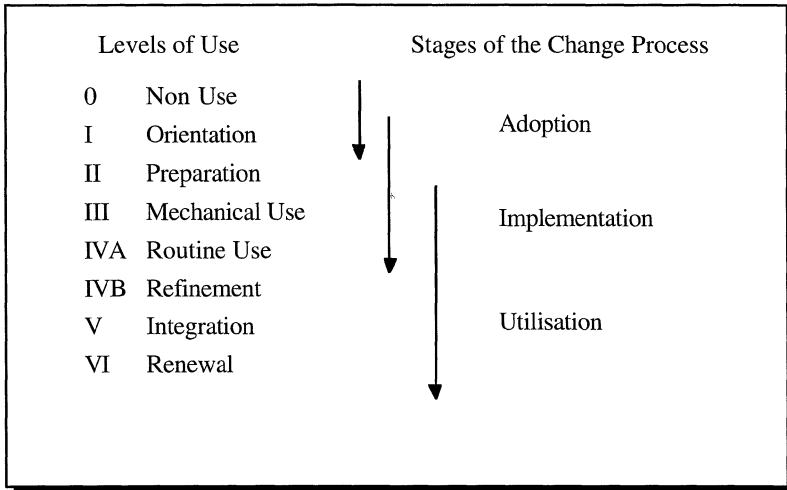 Levels of Use Stages of the Change Process
0 Non Use
Adoption
I Orientation
II Preparation
III Mechanical Use
Implementation
IVA Routine Use
IVB Refinement
V Integration
Utilisation
VI Renewal